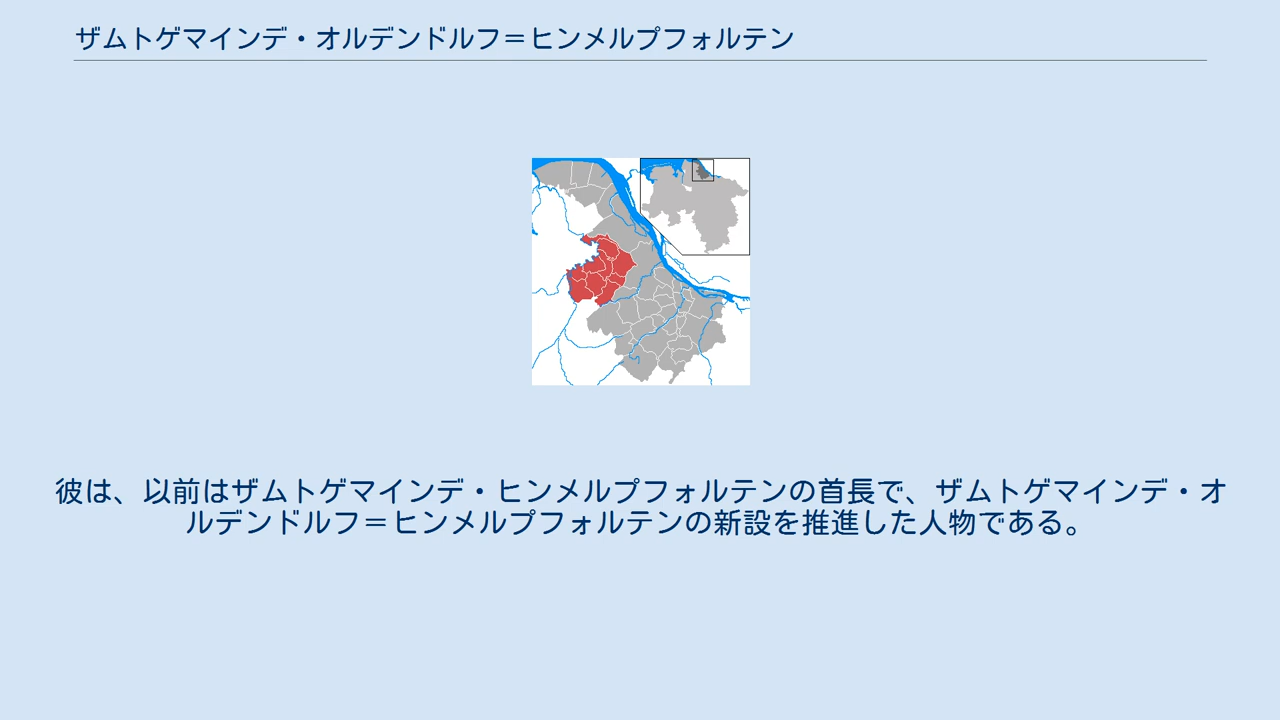 ザムトゲマインデ・オルデンドルフ＝ヒンメルプフォルテン
彼は、以前はザムトゲマインデ・ヒンメルプフォルテンの首長で、ザムトゲマインデ・オ
ルデンドルフ＝ヒンメルプフォルテンの新設を推進した人物である。